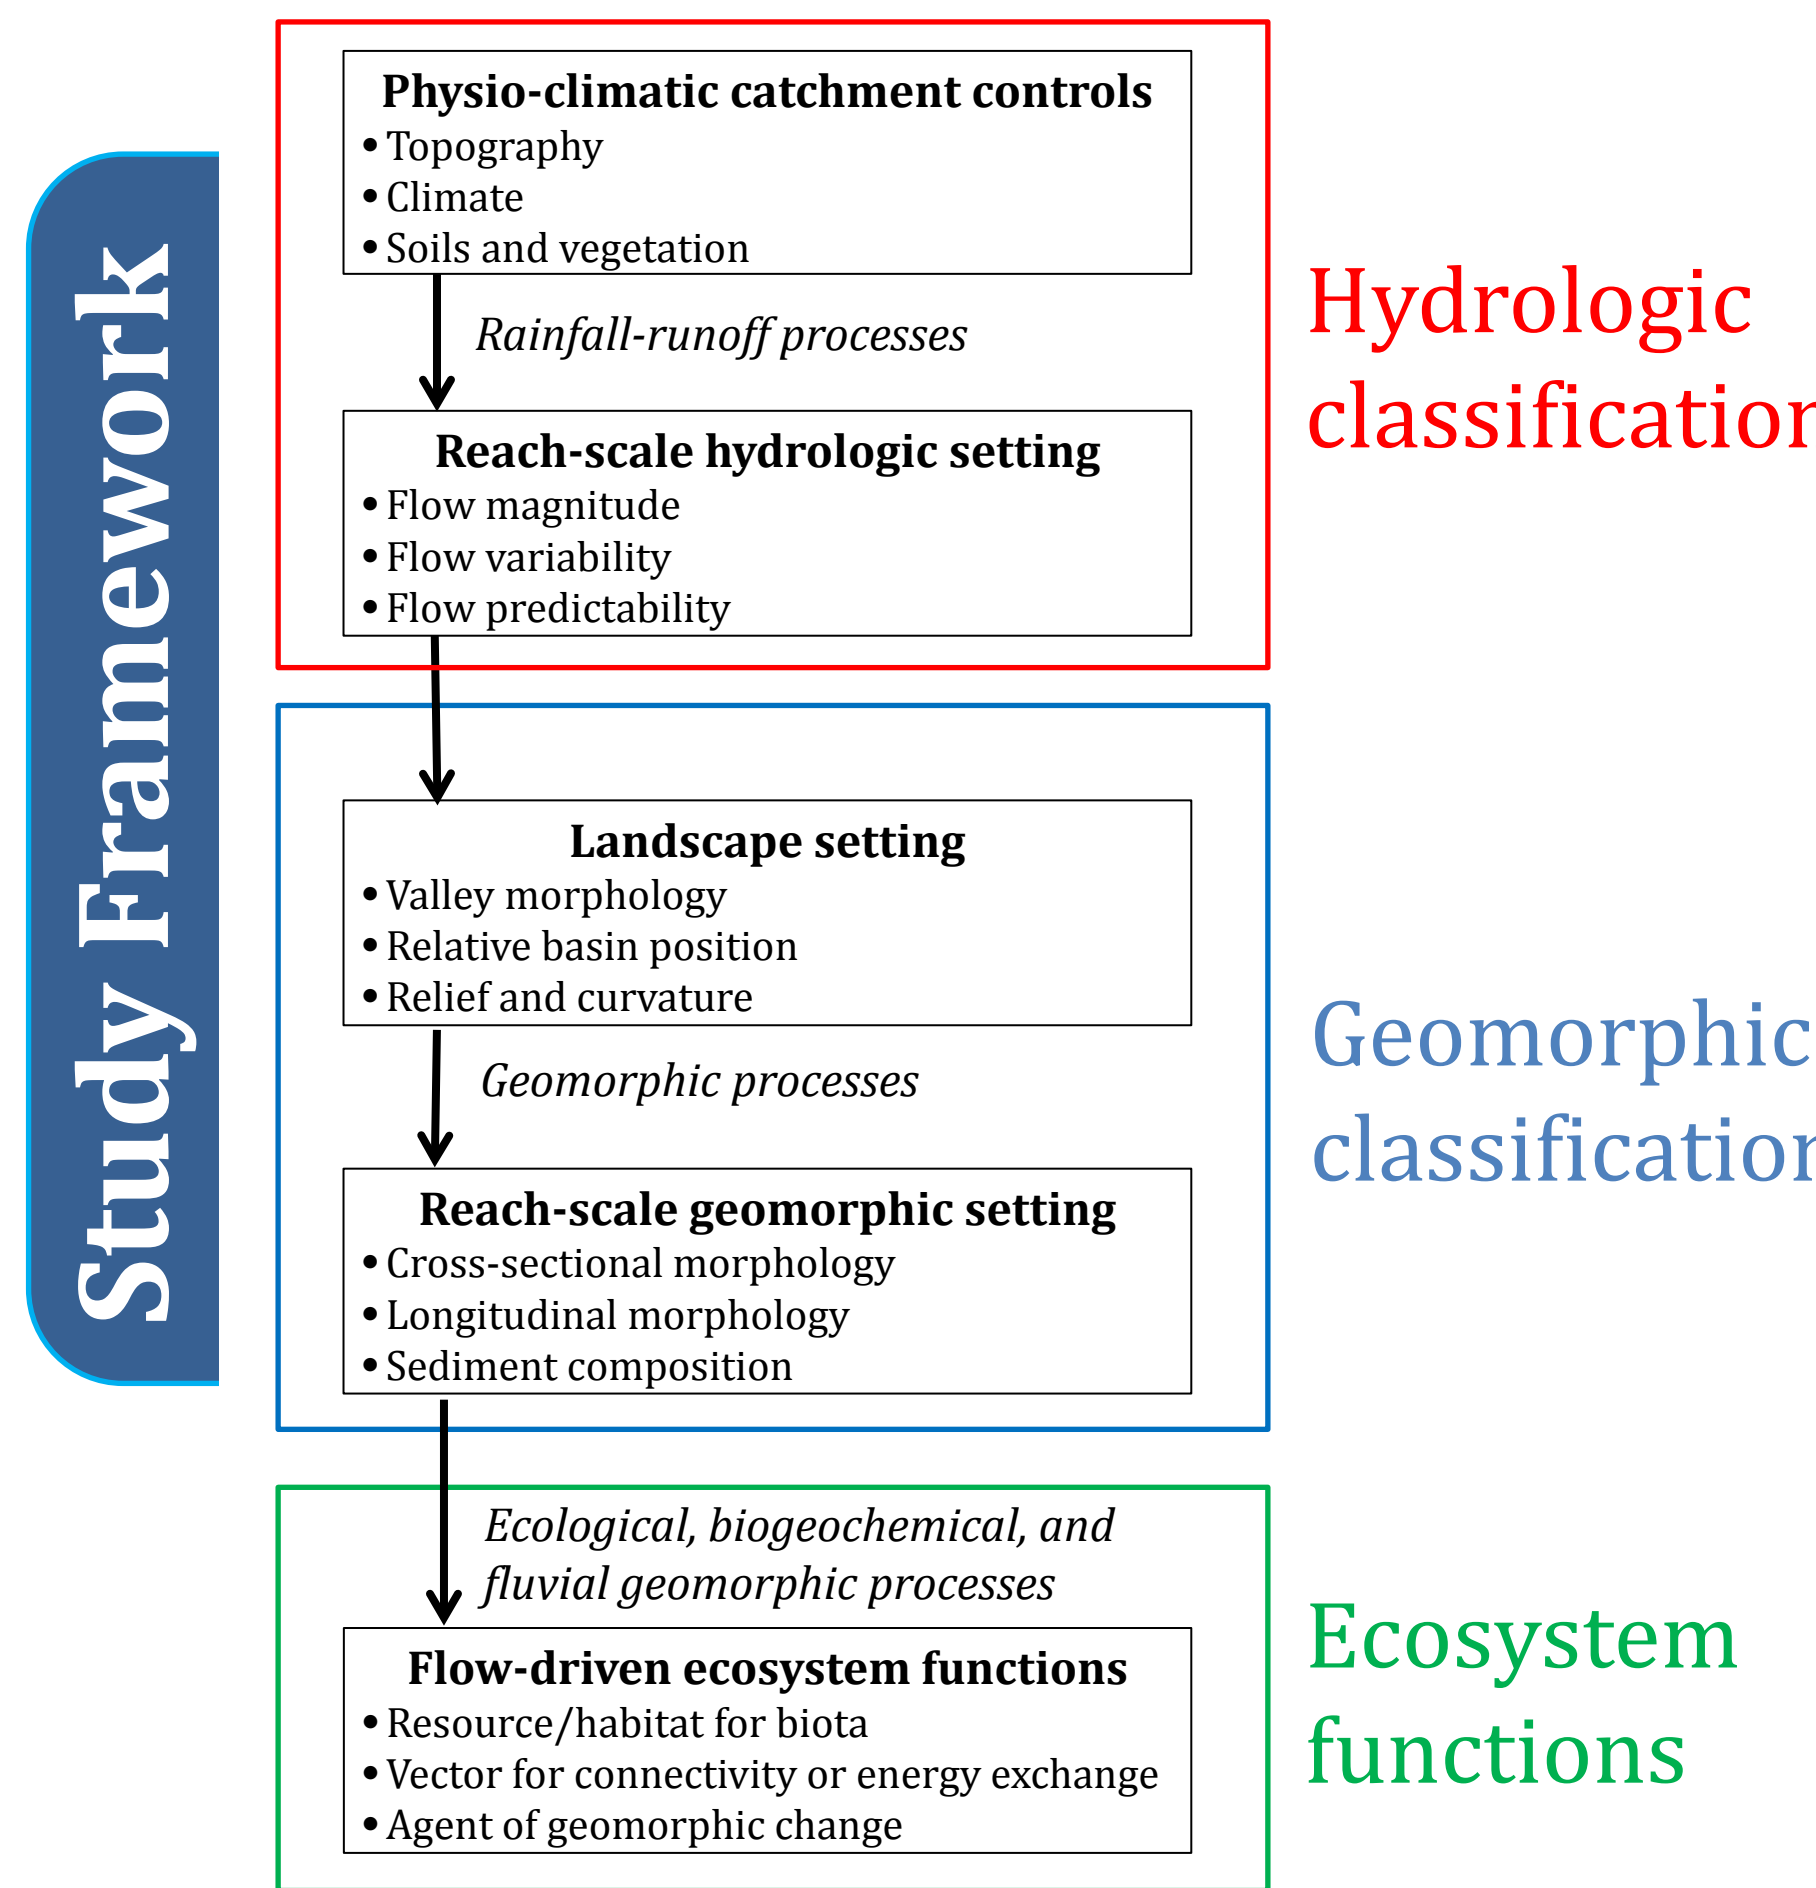 Study Framework
Physio-climatic catchment controls
• Topography
• Climate
• Soils and vegetation
Rainfall-runoff processes
Reach-scale hydrologic setting
• Flow magnitude
• Flow variability
• Flow predictability
Hydrologic
classification
Landscape setting
• Valley morphology
• Relative basin position
• Relief and curvature
Geomorphic processes
Reach-scale geomorphic setting
• Cross-sectional morphology
• Longitudinal morphology
• Sediment composition
Geomorphic
classification
Ecological, biogeochemical, and
fluvial geomorphic processes
Flow-driven ecosystem functions
• Resource/habitat for biota
• Vector for connectivity or energy exchange
• Agent of geomorphic change
Ecosystem
functions